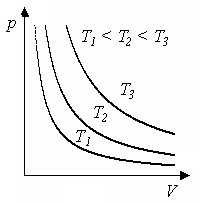 p
T₁ < T₂ < T₃
T₃
T₂
T₁
V